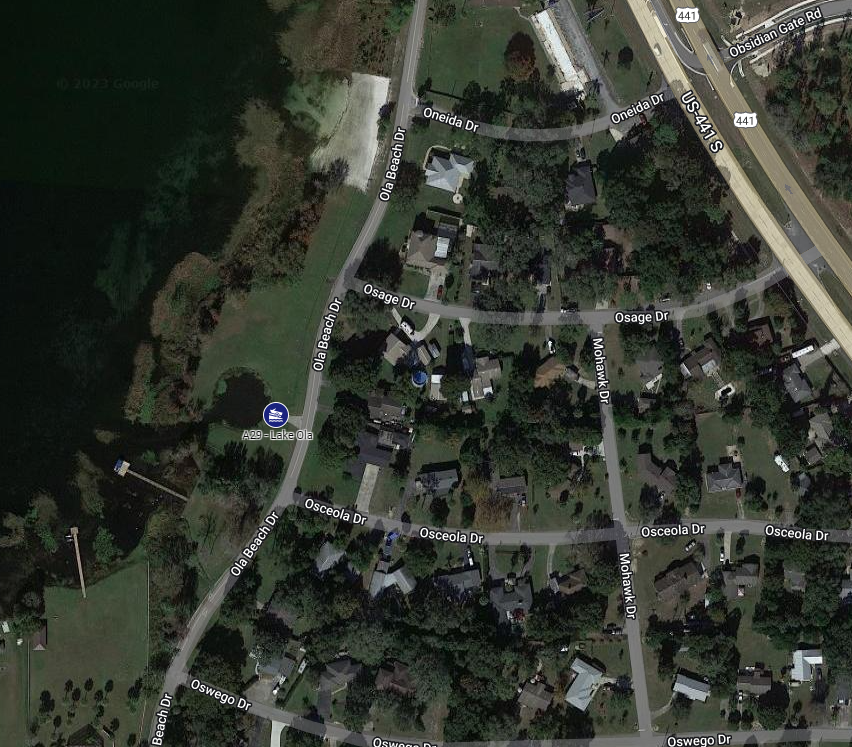 441
Obsidian Gate Rd
© 2023 Google
Oneida Dr
Oneida Dr
US-441 S
441
Ola Beach Dr
Osage Dr
Osage Dr
Ola Beach Dr
Mohawk Dr
A29 - Lake Ola
Osceola Dr
Osceola Dr
Osceola Dr
Osceola Dr
Ola Beach Dr
Mohawk Dr
Oswego Dr
Beach Dr
Oswego Dr
Oswego Dr